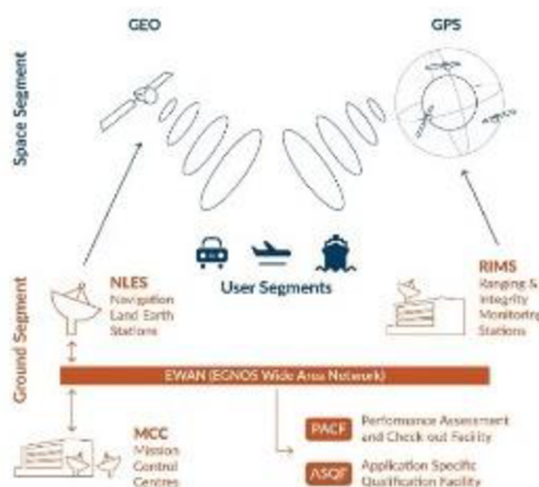 GEO
GPS
Space Segment
NLES
Navigation
Land Earth
Stations
User Segments
RIMS
Ranging &
Integrity
Monitoring
Stations
Ground Segment
EWAN (EGNOS Wide Area Network)
MCC
Mission
Control
Centres
PACF
Performance Assessment
and Check-out Facility
ASQF
Application Specific
Qualification Facility